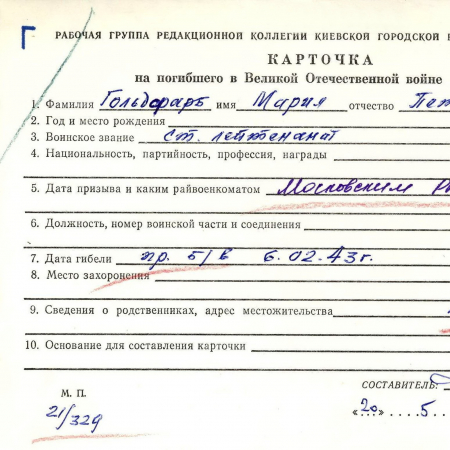 Г
РАБОЧАЯ ГРУППА РЕДАКЦИОННОЙ КОЛЛЕГИИ КИЕВСКОЙ ГОРОДСКОЙ
КАРТОЧКА
на погибшего в Великой Отечественной войне
1. Фамилия Гольдфарб имя Мария отчество Пет
2. Год и место рождения
3. Воинское звание ст. лейтенант
4. Национальность, партийность, профессия, награды
5. Дата призыва и каким райвоенкоматом Московским
6. Должность, номер воинской части и соединения
7. Дата гибели пр. б/в 6.02.43г.
8. Место захоронения
9. Сведения о родственниках, адрес местожительства
10. Основание для составления карточки
СОСТАВИТЕЛЬ:
М. П.
21/329
«20» 5